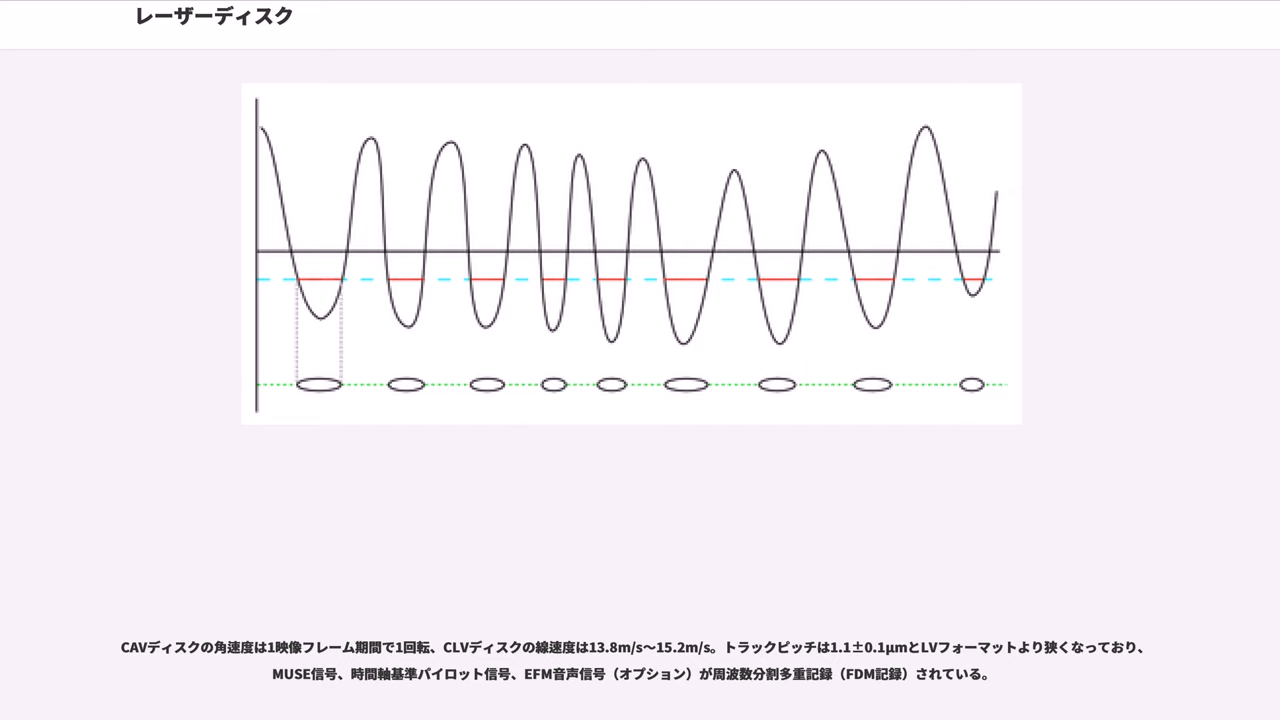 レーザーディスク
CAVディスクの角速度は1映像フレーム期間で1回転、CLVディスクの線速度は13.8m/s〜15.2m/s。トラックピッチは1.1±0.1μmとLVフォーマットより狭くなっており、
MUSE信号、時間軸基準パイロット信号、EFM音声信号（オプション）が周波数分割多重記録（FDM記録）されている。